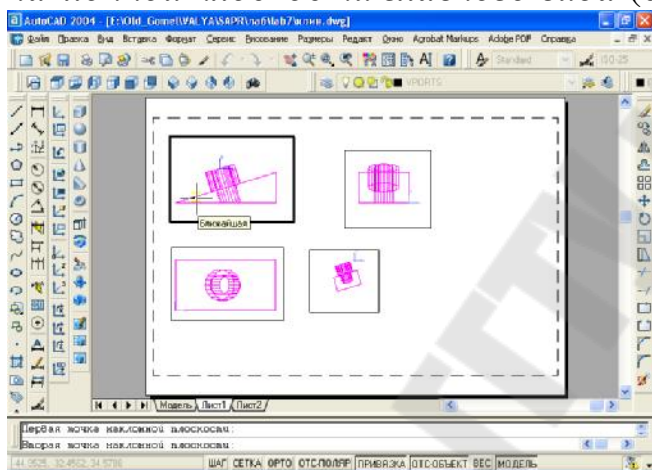 AutoCAD 2004 - [E:\Old_Gomel\VALYA\SAPR\лаб\lab7\клин.dwg]
Файл Правка Вид Вставка Формат Сервис Рисование Размеры Редакт Окно Acrobat Markups Adobe PDF Справка
Standard ISO-25
VPORTS
Ближайшая
Модель Лист1 Лист2
Первая точка наклонной плоскости:
Вторая точка наклонной плоскости:
ШАГ СЕТКА ОРТО ОТС-ПОЛЯР ПРИВЯЗКА ОТС-ОБЪЕКТ ВЕС МОДЕЛЬ